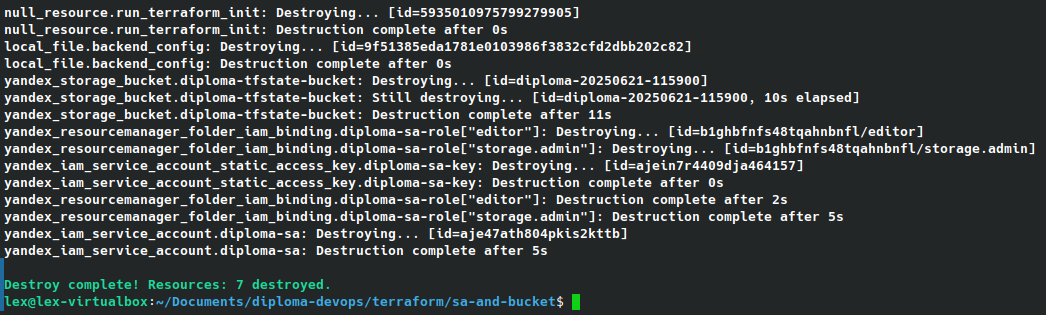 null_resource.run_terraform_init: Destroying... [id=5935010975799279905]
null_resource.run_terraform_init: Destruction complete after 0s
local_file.backend_config: Destroying... [id=9f51385eda1781e0103986f3832cfd2dbb202c82]
local_file.backend_config: Destruction complete after 0s
yandex_storage_bucket.diploma-tfstate-bucket: Destroying... [id=diploma-20250621-115900]
yandex_storage_bucket.diploma-tfstate-bucket: Still destroying... [id=diploma-20250621-115900, 10s elapsed]
yandex_storage_bucket.diploma-tfstate-bucket: Destruction complete after 11s
yandex_resourcemanager_folder_iam_binding.diploma-sa-role["editor"]: Destroying... [id=b1ghbfnfs48tqahnbnfl/editor]
yandex_resourcemanager_folder_iam_binding.diploma-sa-role["storage.admin"]: Destroying... [id=b1ghbfnfs48tqahnbnfl/storage.admin]
yandex_iam_service_account_static_access_key.diploma-sa-key: Destroying... [id=ajein7r4409dja464157]
yandex_iam_service_account_static_access_key.diploma-sa-key: Destruction complete after 0s
yandex_resourcemanager_folder_iam_binding.diploma-sa-role["editor"]: Destruction complete after 2s
yandex_resourcemanager_folder_iam_binding.diploma-sa-role["storage.admin"]: Destruction complete after 5s
yandex_iam_service_account.diploma-sa: Destroying... [id=aje47ath804pkis2kttb]
yandex_iam_service_account.diploma-sa: Destruction complete after 5s
Destroy complete! Resources: 7 destroyed.
lex@lex-virtualbox:~/Documents/diploma-devops/terraform/sa-and-bucket$